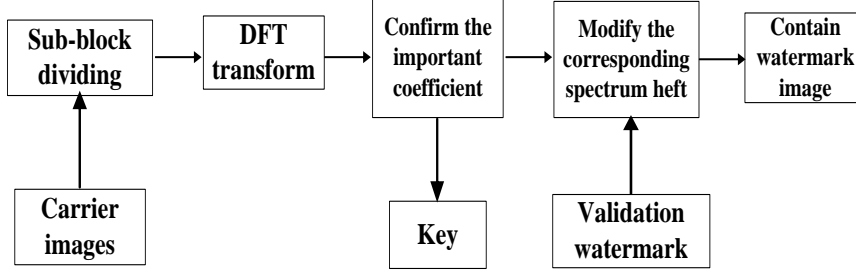 Sub-block
dividing
DFT
transform
Confirm the
important
coefficient
Modify the
corresponding
spectrum heft
Contain
watermark
image
Carrier
images
Key
Validation
watermark